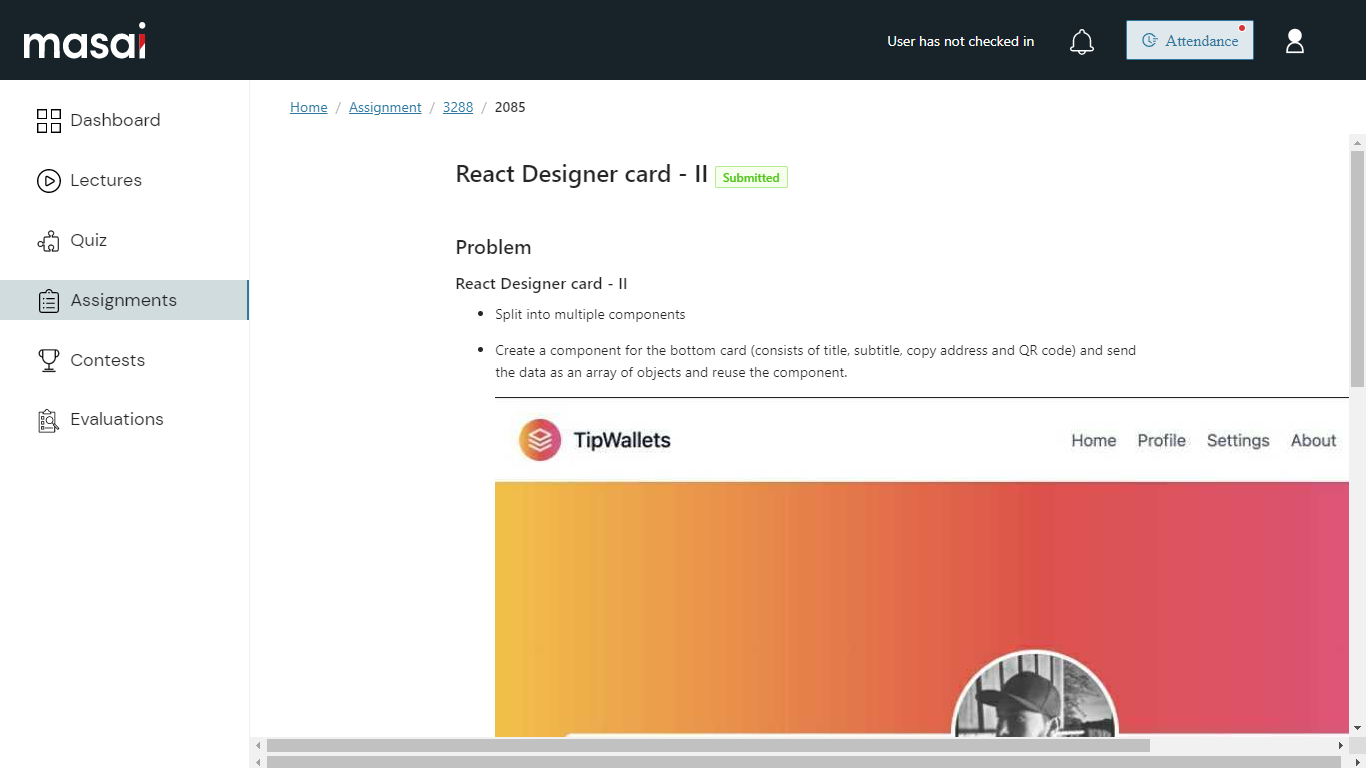 masai
User has not checked in
Attendance
Dashboard
Lectures
Quiz
Assignments
Contests
Evaluations
Home / Assignment / 3288 / 2085
React Designer card - II Submitted
Problem
React Designer card - II
Split into multiple components
Create a component for the bottom card (consists of title, subtitle, copy address and QR code) and send
the data as an array of objects and reuse the component.
TipWallets
Home Profile Settings About